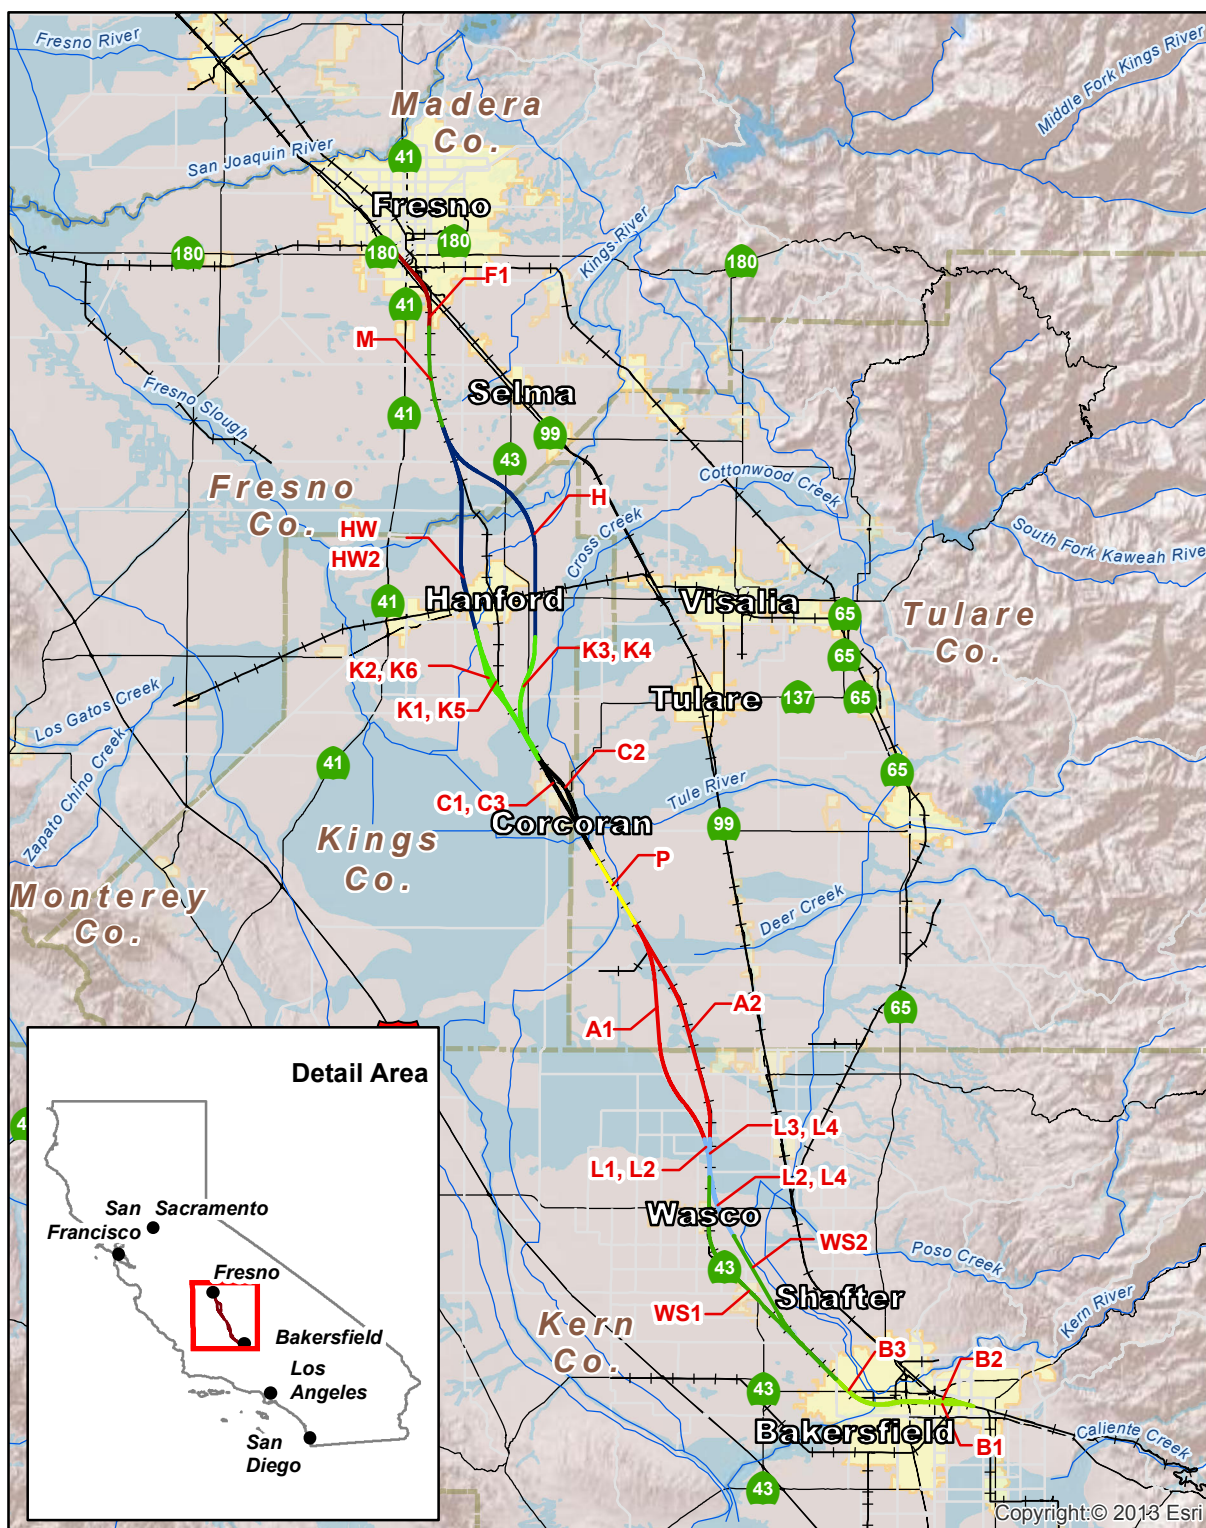 Fresno River
Middle Fork Kings River
Madera
Co.
San Joaquin River
41
Fresno
180
180
180
180
Kings River
F1
41
M
Fresno Slough
Selma
41
99
43
Cottonwood Creek
Fresno
Co.
H
HW
HW2
Cross Creek
South Fork Kaweah River
Hanford
41
Visalia
65
Tulare
Co.
K3, K4
65
K2, K6
K1, K5
Tulare
137
65
Los Gatos Creek
Zapato Chino Creek
41
C2
C1, C3
65
Tule River
Corcoran
99
Kings
Co.
P
Monterey
Co.
Deer Creek
A2
A1
65
Detail Area
4
L3, L4
L1, L2
L2, L4
Wasco
San
Francisco
Sacramento
WS2
Poso Creek
43
Fresno
WS1
Shafter
Kern River
Kern
Co.
Bakersfield
B3
B2
Los
Angeles
43
Bakersfield
B1
Caliente Creek
San
Diego
43
Copyright:© 2013 Esri